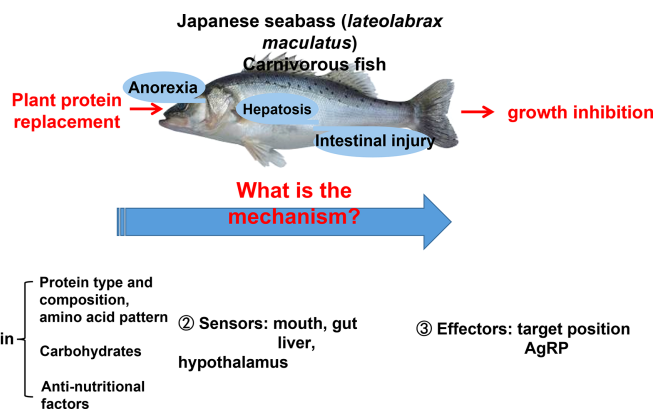 Japanese seabass (lateolabrax
maculatus)
Carnivorous fish
Anorexia
Plant protein
replacement
Hepatosis
growth inhibition
Intestinal injury
What is the
mechanism?
Protein type and
composition,
amino acid pattern
in
Carbohydrates
Anti-nutritional
factors
② Sensors: mouth, gut
liver,
hypothalamus
③ Effectors: target position
AgRP